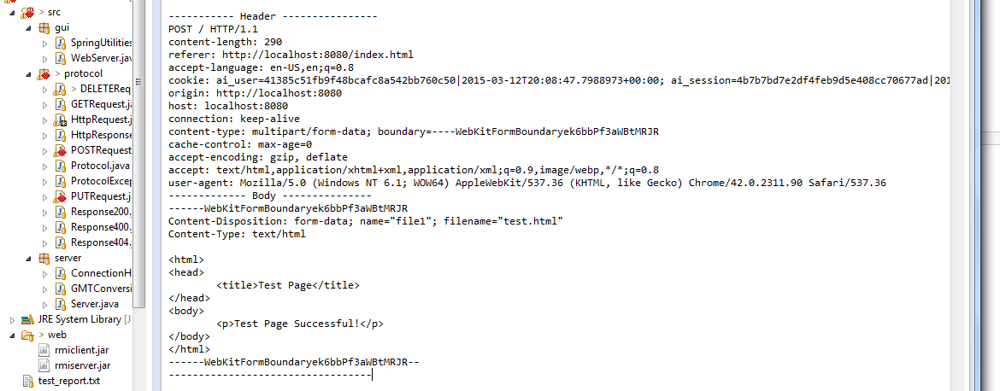 > src
gui
SpringUtilities
WebServer.jav
> protocol
> DELETEReq
GETRequest.ja
HttpRequest.j
HttpResponse
POSTRequest
Protocol.java
ProtocolExcep
PUTRequest.ja
Response200.
Response400.
Response404.
server
ConnectionH
GMTConversi
Server.java
JRE System Library [J
> web
rmiclient.jar
rmiserver.jar
test_report.txt
----------- Header ----------------
POST / HTTP/1.1
content-length: 290
referer: http://localhost:8080/index.html
accept-language: en-US,en;q=0.8
cookie: ai_user=41385c51fb9f48bcafc8a542bb760c50|2015-03-12T20:08:47.7988973+00:00; ai_session=4b7b7bd7e2df4feb9d5e408cc70677ad|201
origin: http://localhost:8080
host: localhost:8080
connection: keep-alive
content-type: multipart/form-data; boundary=----WebKitFormBoundaryek6bbPf3aWBtMRJR
cache-control: max-age=0
accept-encoding: gzip, deflate
accept: text/html,application/xhtml+xml,application/xml;q=0.9,image/webp,*/*;q=0.8
user-agent: Mozilla/5.0 (Windows NT 6.1; WOW64) AppleWebKit/537.36 (KHTML, like Gecko) Chrome/42.0.2311.90 Safari/537.36
------------- Body ---------------
------WebKitFormBoundaryek6bbPf3aWBtMRJR
Content-Disposition: form-data; name="file1"; filename="test.html"
Content-Type: text/html
<html>
<head>
<title>Test Page</title>
</head>
<body>
<p>Test Page Successful!</p>
</body>
</html>
------WebKitFormBoundaryek6bbPf3aWBtMRJR--
----------------------------------